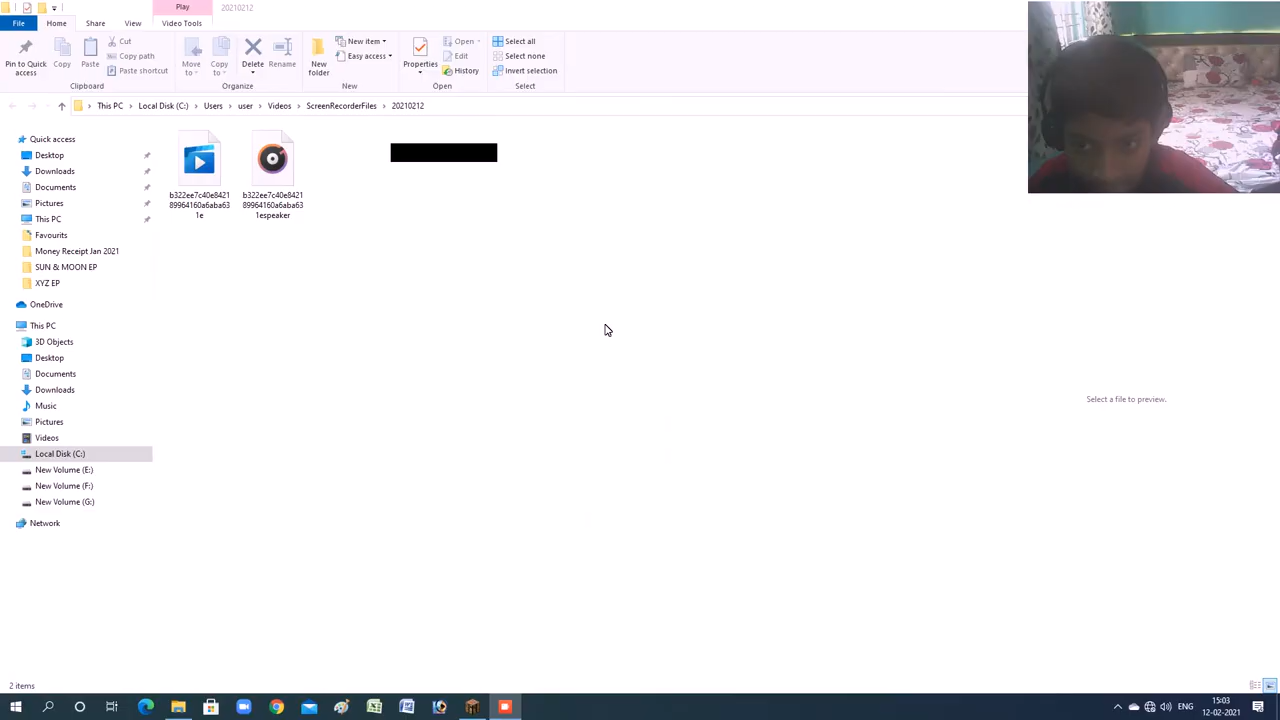 Play
20210212
File
Home
Share
View
Video Tools
Pin to Quick access
Copy
Paste
Cut
Copy path
Paste shortcut
Clipboard
Move to
Copy to
Delete
Rename
Organize
New folder
New item
Easy access
New
Properties
Open
Edit
History
Open
Select all
Select none
Invert selection
Select
This PC > Local Disk (C:) > Users > user > Videos > ScreenRecorderFiles > 20210212
Quick access
Desktop
Downloads
Documents
Pictures
This PC
Favourits
Money Receipt Jan 2021
SUN & MOON EP
XYZ EP
OneDrive
This PC
3D Objects
Desktop
Documents
Downloads
Music
Pictures
Videos
Local Disk (C:)
New Volume (E:)
New Volume (F:)
New Volume (G:)
Network
b322ee7c40e8421
89964160a6aba63
1e
b322ee7c40e8421
89964160a6aba63
1espeaker
Select a file to preview.
2 items
ENG
15:03
12-02-2021